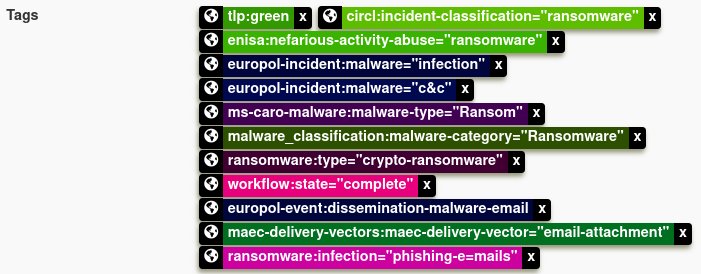 Tags tlp:green x circl:incident-classification="ransomware" x
enisa:nefarious-activity-abuse="ransomware" x
europol-incident:malware="infection" x
europol-incident:malware="c&c" x
ms-caro-malware:malware-type="Ransom" x
malware_classification:malware-category="Ransomware" x
ransomware:type="crypto-ransomware" x
workflow:state="complete" x
europol-event:dissemination-malware-email x
maec-delivery-vectors:maec-delivery-vector="email-attachment" x
ransomware:infection="phishing-e=mails" x